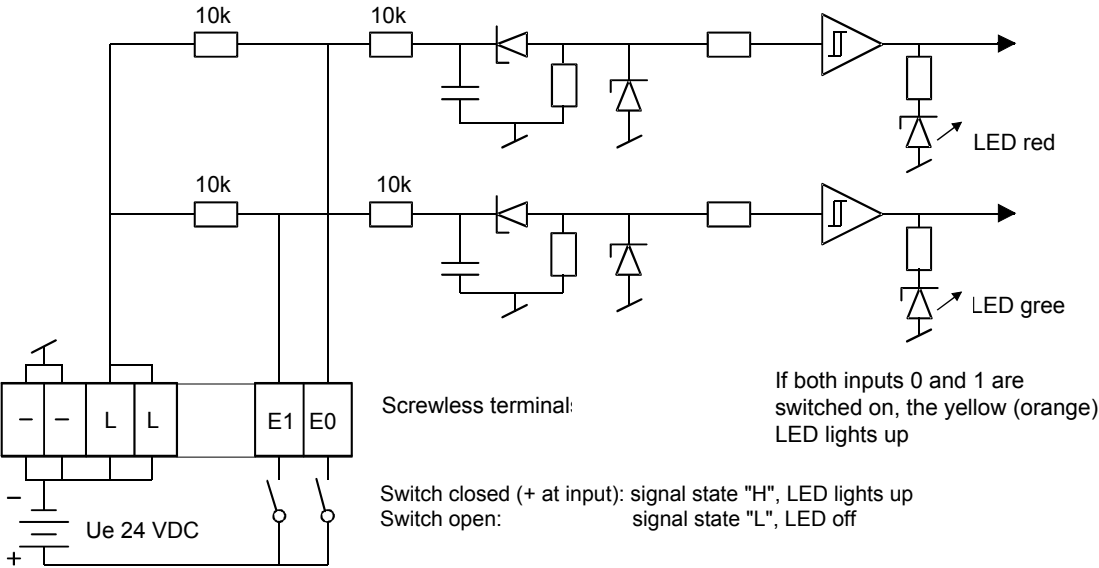 10k
10k
LED red
10k
10k
LED gree
– – L L E1 E0
Screwless terminal
If both inputs 0 and 1 are
switched on, the yellow (orange)
LED lights up
Switch closed (+ at input): signal state "H", LED lights up
Switch open: signal state "L", LED off
–
Ue 24 VDC
+